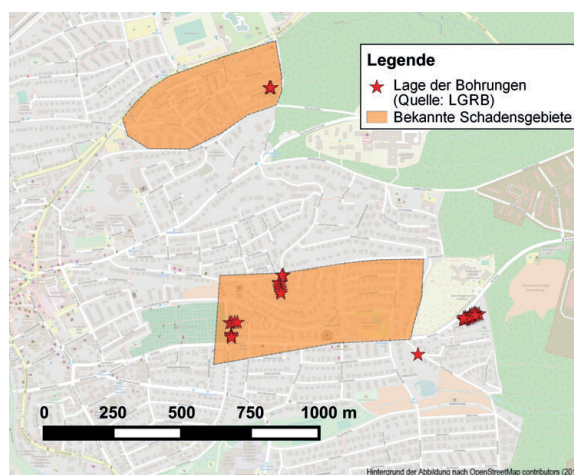 Legende
Lage der Bohrungen
(Quelle: LGRB)
Bekannte Schadensgebiete
0 250 500 750 1000 m
Hintergrund der Abbildung nach OpenStreetMap contributors (201